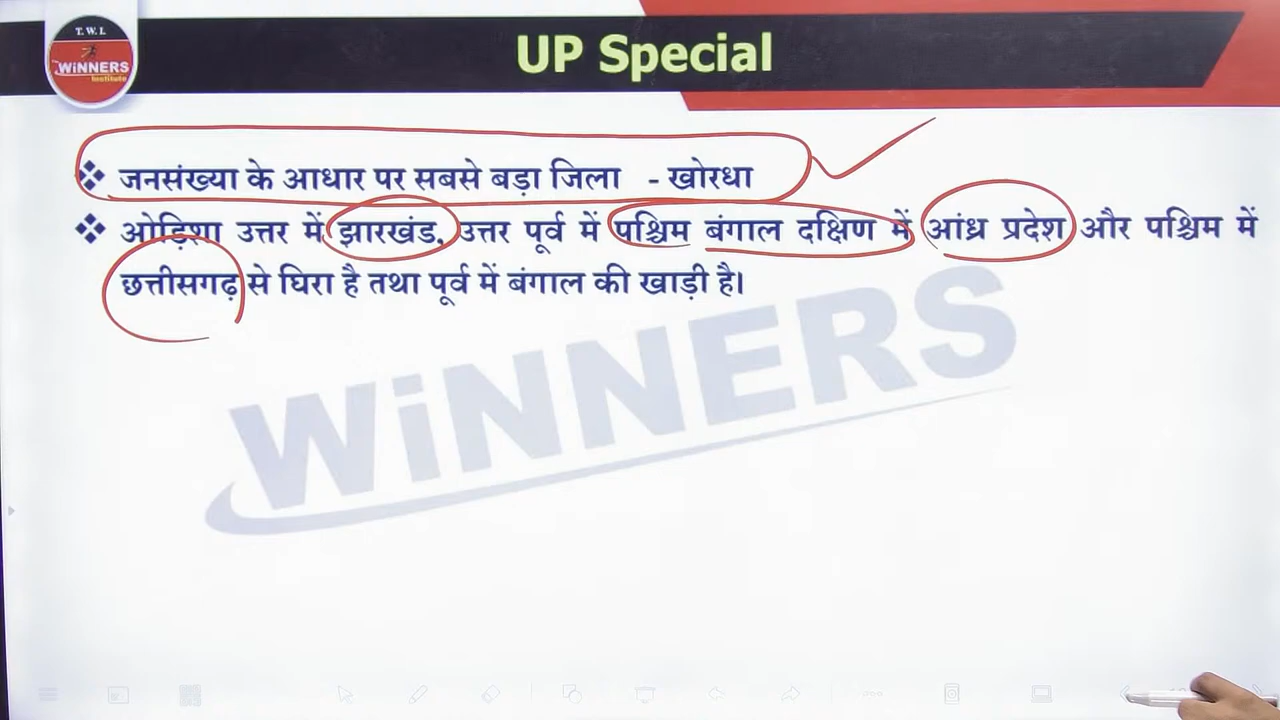 T. W. I.
WiNNERS
Institute
UP Special
❖ जनसंख्या के आधार पर सबसे बड़ा जिला - खोरधा
❖ ओड़िशा उत्तर में झारखंड, उत्तर पूर्व में पश्चिम बंगाल दक्षिण में आंध्र प्रदेश और पश्चिम में
छत्तीसगढ़ से घिरा है तथा पूर्व में बंगाल की खाड़ी है।
WiNNERS